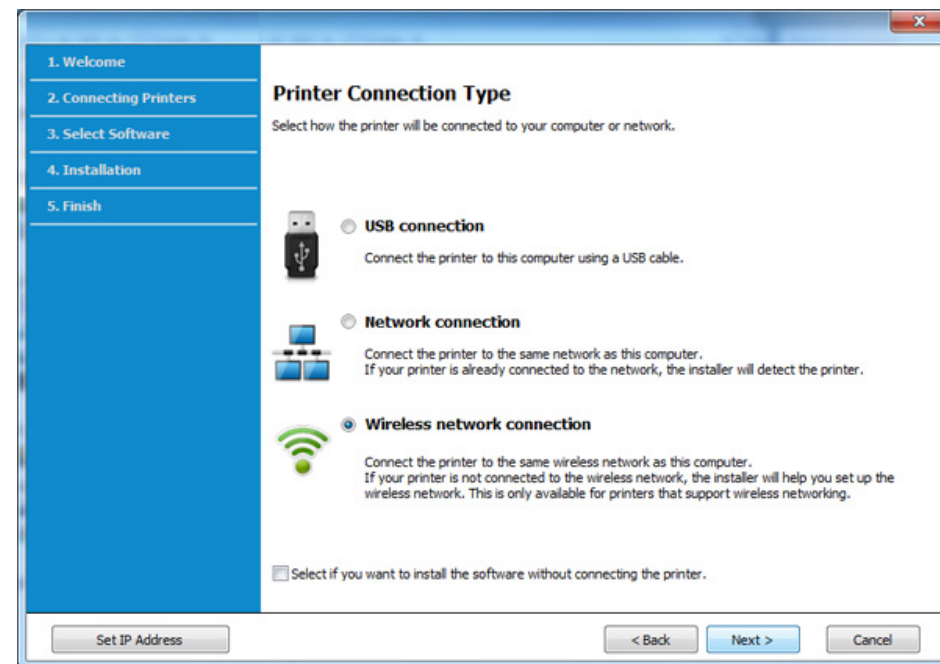 1. Welcome
2. Connecting Printers
3. Select Software
4. Installation
5. Finish
Printer Connection Type
Select how the printer will be connected to your computer or network.
USB connection
Connect the printer to this computer using a USB cable.
Network connection
Connect the printer to the same network as this computer.
If your printer is already connected to the network, the installer will detect the printer.
Wireless network connection
Connect the printer to the same wireless network as this computer.
If your printer is not connected to the wireless network, the installer will help you set up the
wireless network. This is only available for printers that support wireless networking.
Select if you want to install the software without connecting the printer.
Set IP Address
< Back
Next >
Cancel